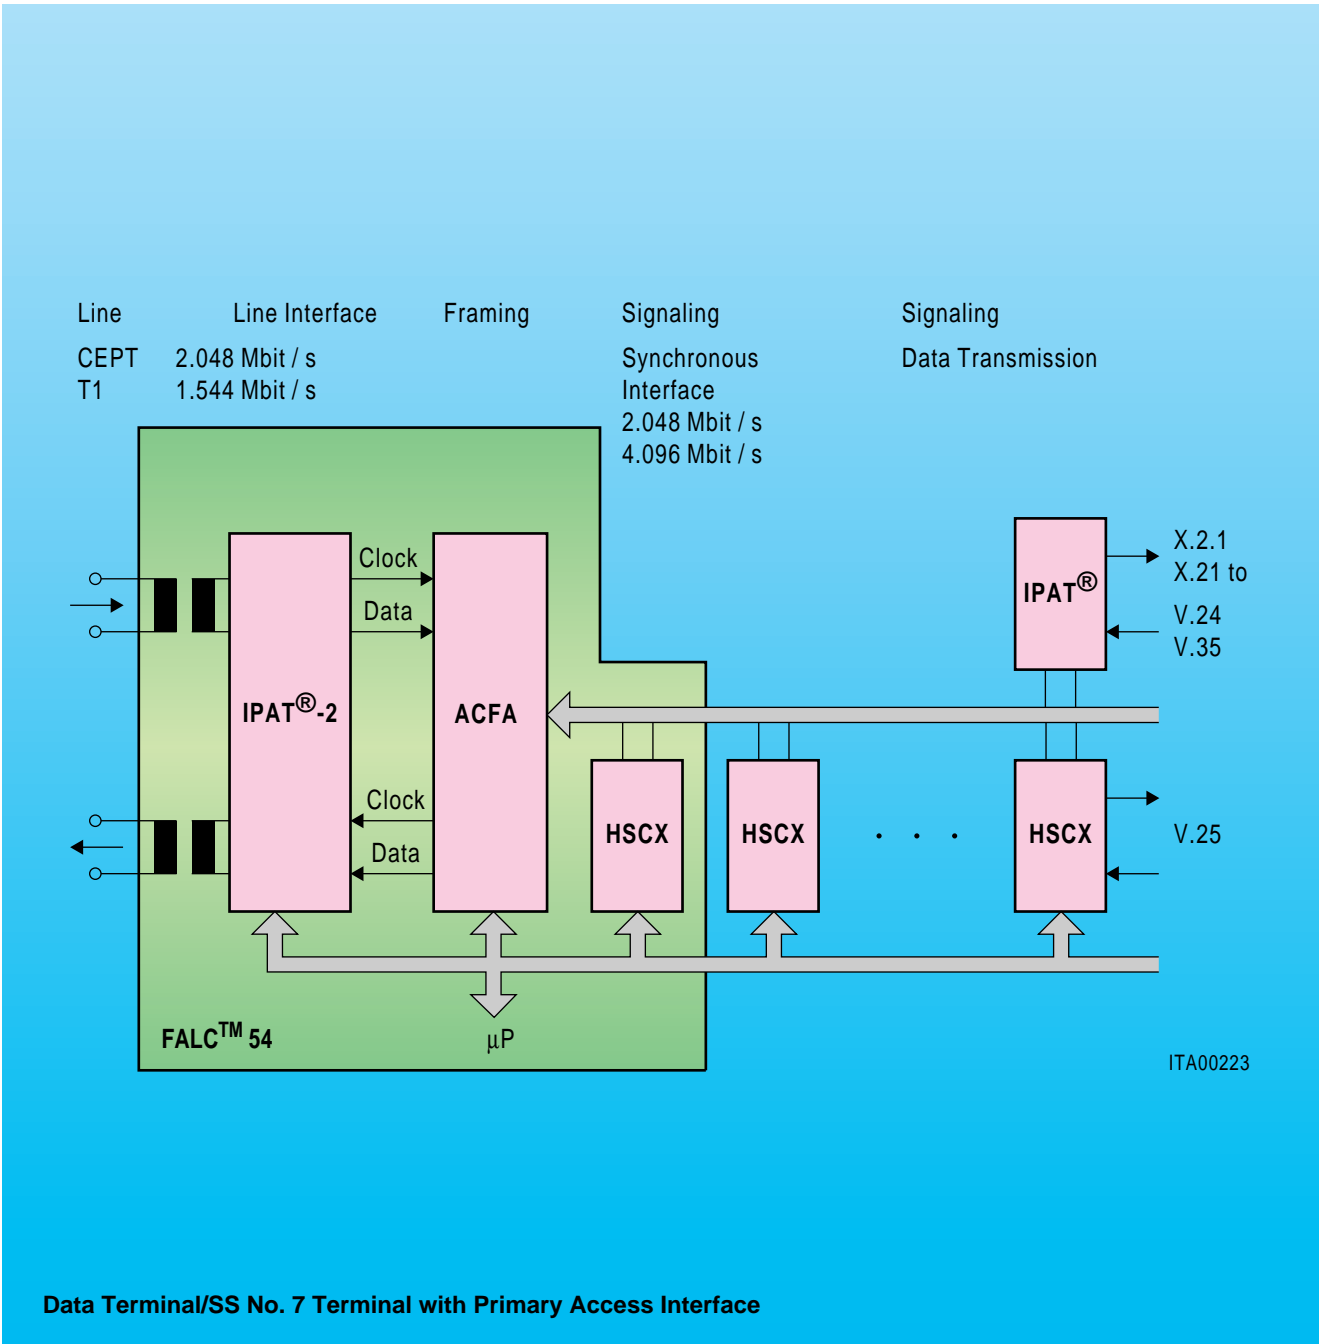 Line Line Interface Framing Signaling Signaling
CEPT 2.048 Mbit / s Synchronous Data Transmission
T1 1.544 Mbit / s Interface
2.048 Mbit / s
4.096 Mbit / s
Clock
Data
IPAT®-2
ACFA
Clock
Data
HSCX
HSCX
. . .
HSCX
IPAT®
X.2.1
X.21 to
V.24
V.35
V.25
FALC™ 54
µP
ITA00223
Data Terminal/SS No. 7 Terminal with Primary Access Interface